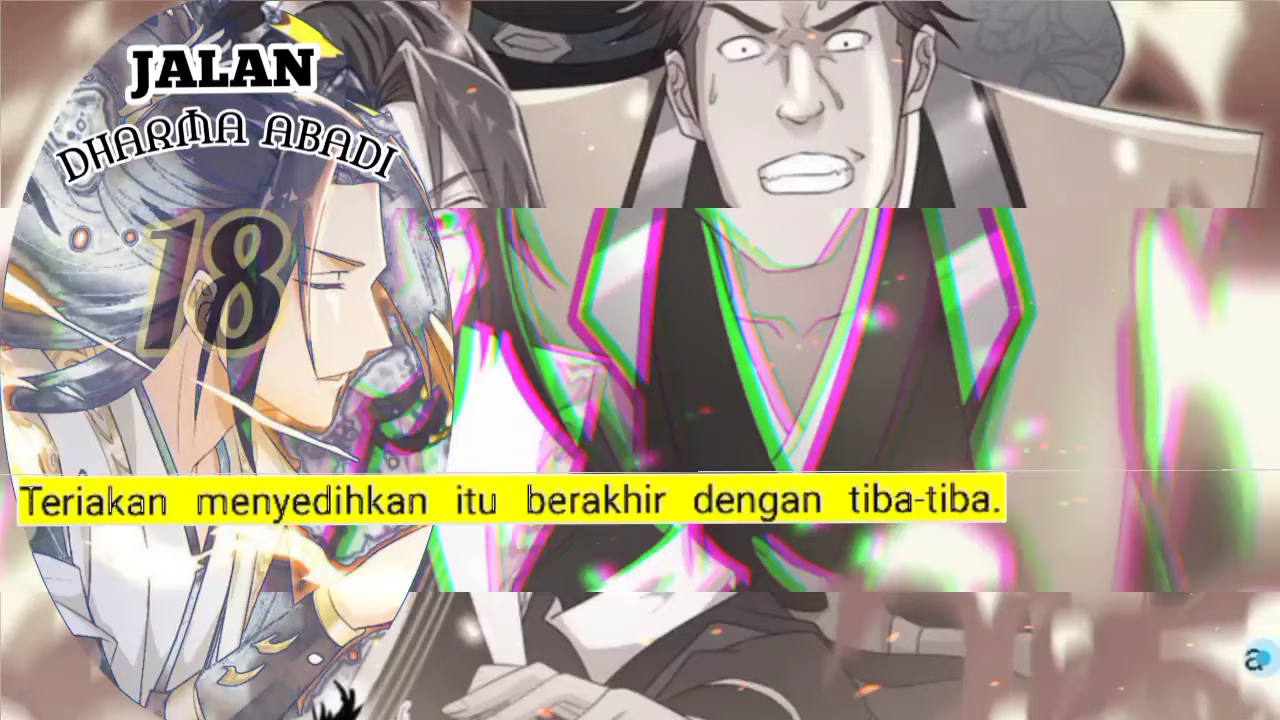 JALAN
DHARMA ABADI
18
Teriakan menyedihkan itu berakhir dengan tiba-tiba.
a